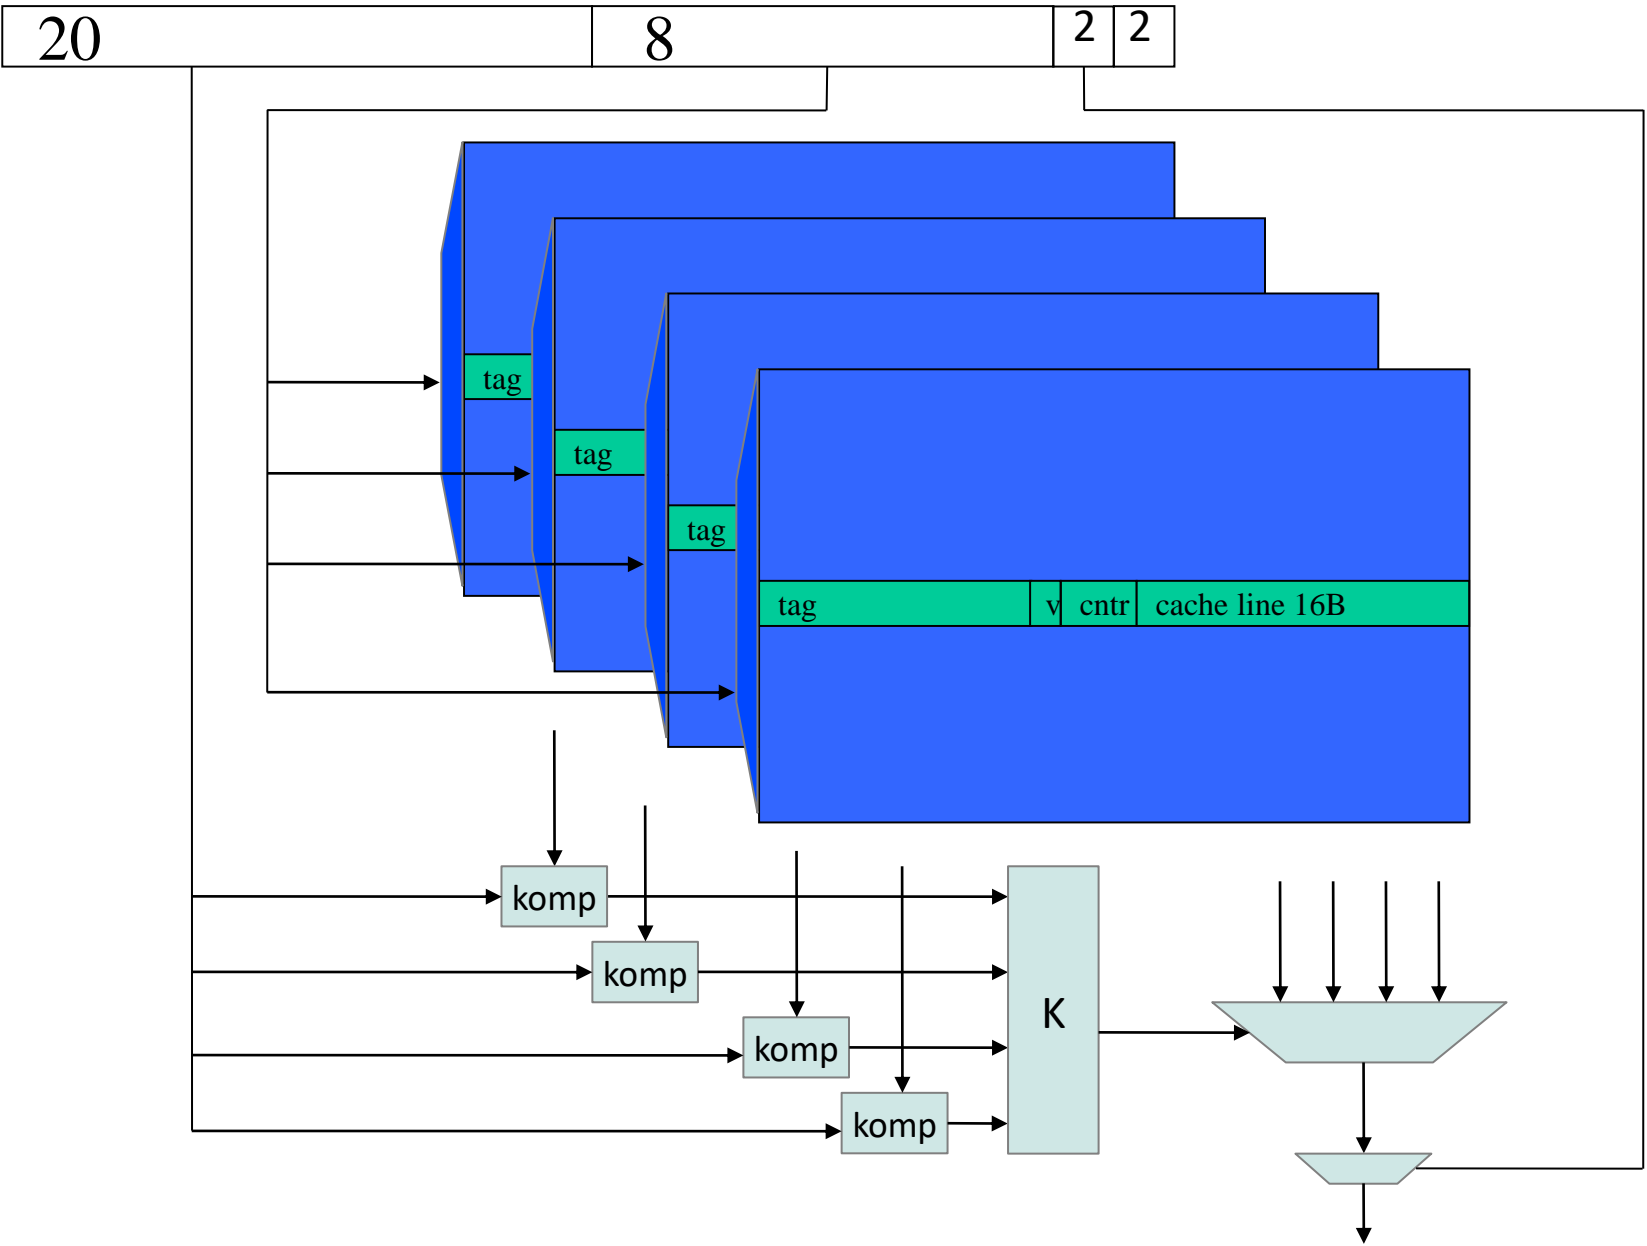 20 8 2 2
tag
tag
tag
tag v cntr cache line 16B
komp
komp
K
komp
komp